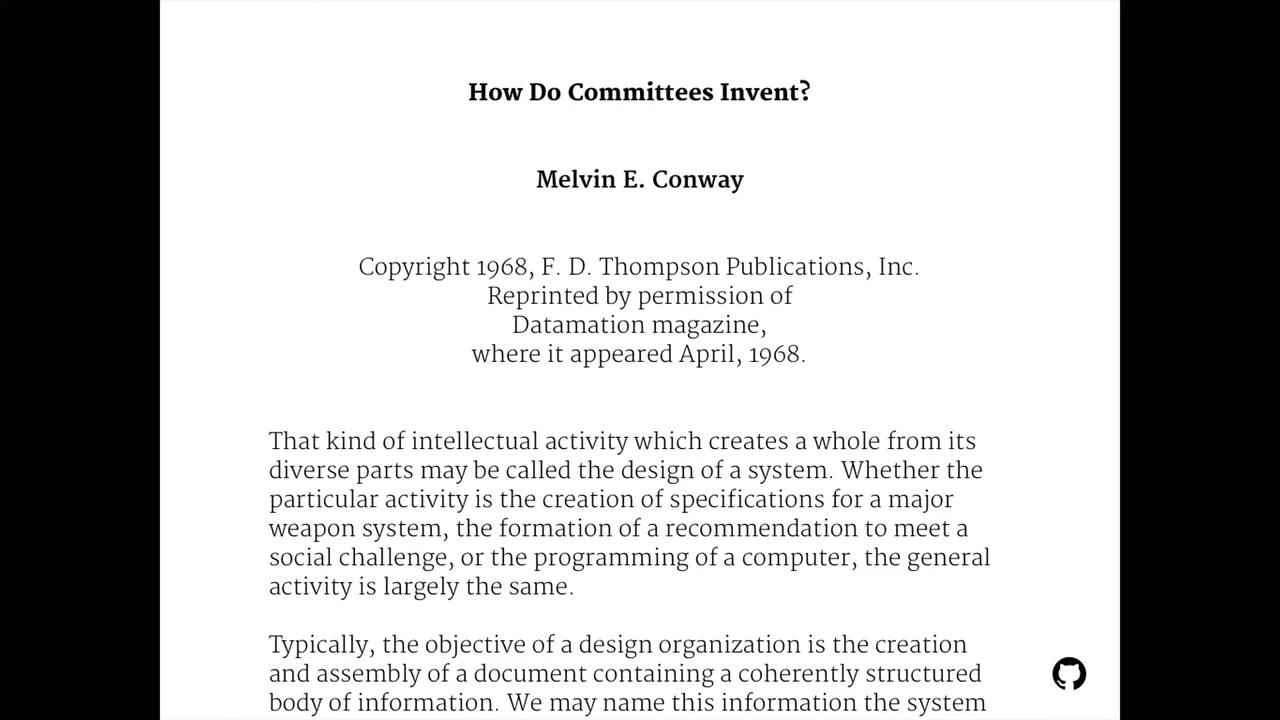 How Do Committees Invent?
Melvin E. Conway
Copyright 1968, F. D. Thompson Publications, Inc.
Reprinted by permission of
Datamation magazine,
where it appeared April, 1968.
That kind of intellectual activity which creates a whole from its
diverse parts may be called the design of a system. Whether the
particular activity is the creation of specifications for a major
weapon system, the formation of a recommendation to meet a
social challenge, or the programming of a computer, the general
activity is largely the same.
Typically, the objective of a design organization is the creation
and assembly of a document containing a coherently structured
body of information. We may name this information the system